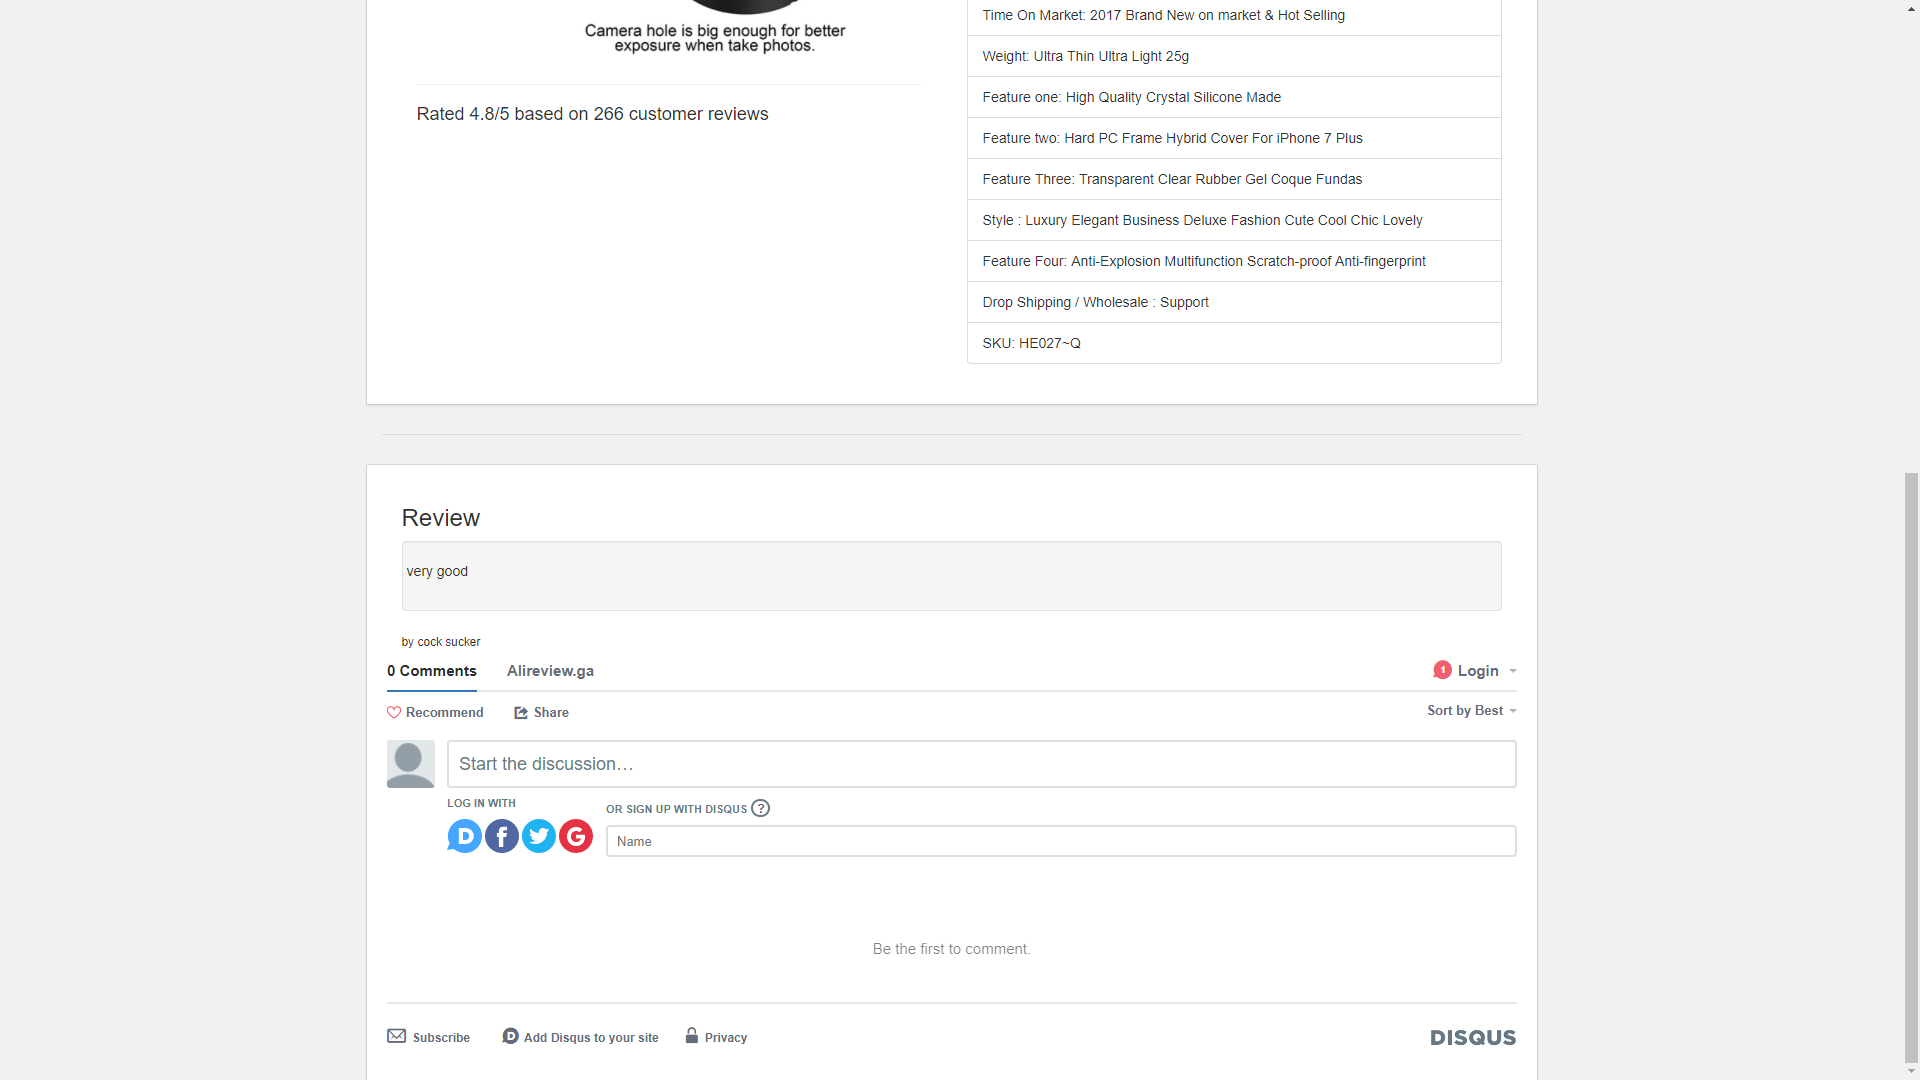 Camera hole is big enough for better
exposure when take photos.
Rated 4.8/5 based on 266 customer reviews
Time On Market: 2017 Brand New on market & Hot Selling
Weight: Ultra Thin Ultra Light 25g
Feature one: High Quality Crystal Silicone Made
Feature two: Hard PC Frame Hybrid Cover For iPhone 7 Plus
Feature Three: Transparent Clear Rubber Gel Coque Fundas
Style : Luxury Elegant Business Deluxe Fashion Cute Cool Chic Lovely
Feature Four: Anti-Explosion Multifunction Scratch-proof Anti-fingerprint
Drop Shipping / Wholesale : Support
SKU: HE027~Q
Review
very good
by cock sucker
0 Comments
Alireview.ga
1
Login
Recommend
Share
Sort by Best
Start the discussion…
LOG IN WITH
OR SIGN UP WITH DISQUS ?
D f G
Name
Be the first to comment.
Subscribe
D Add Disqus to your site
Privacy
DISQUS